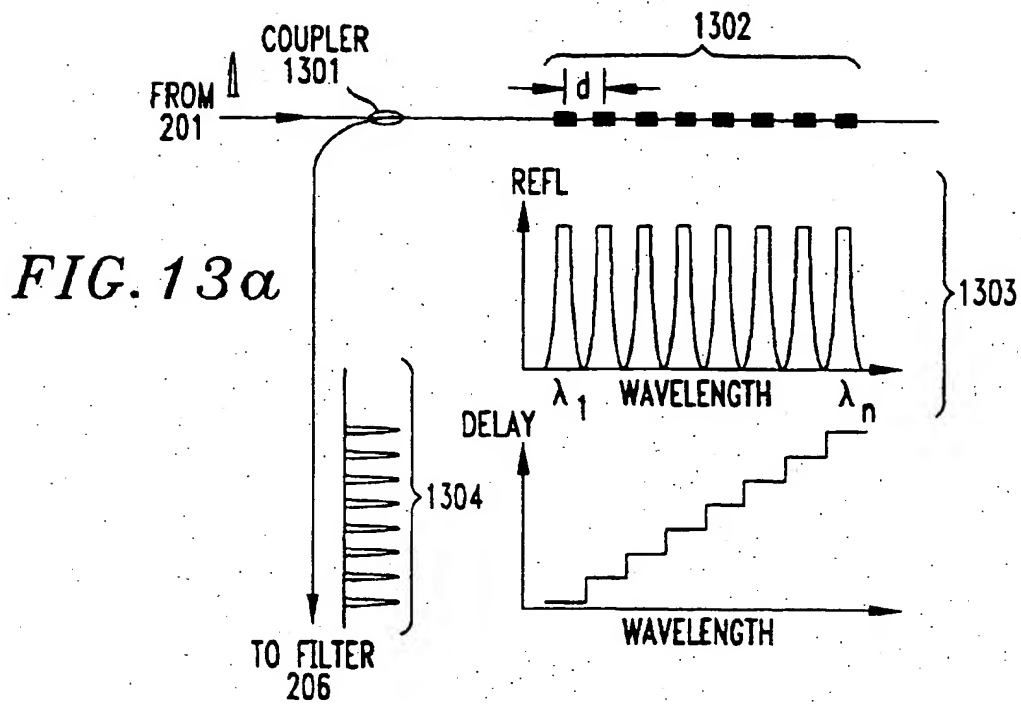 COUPLER
1301
1302
FROM
201
d
REFL
FIG. 13a
1303
λ1 WAVELENGTH λn
DELAY
1304
WAVELENGTH
TO FILTER
206